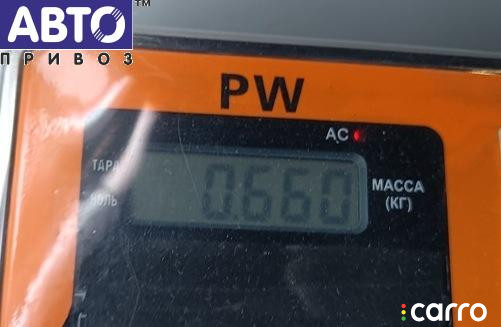 АВТО™
ПРИВОЗ
PW
AC
ТАРА
НОЛЬ
0.660
МАССА
(КГ)
carro